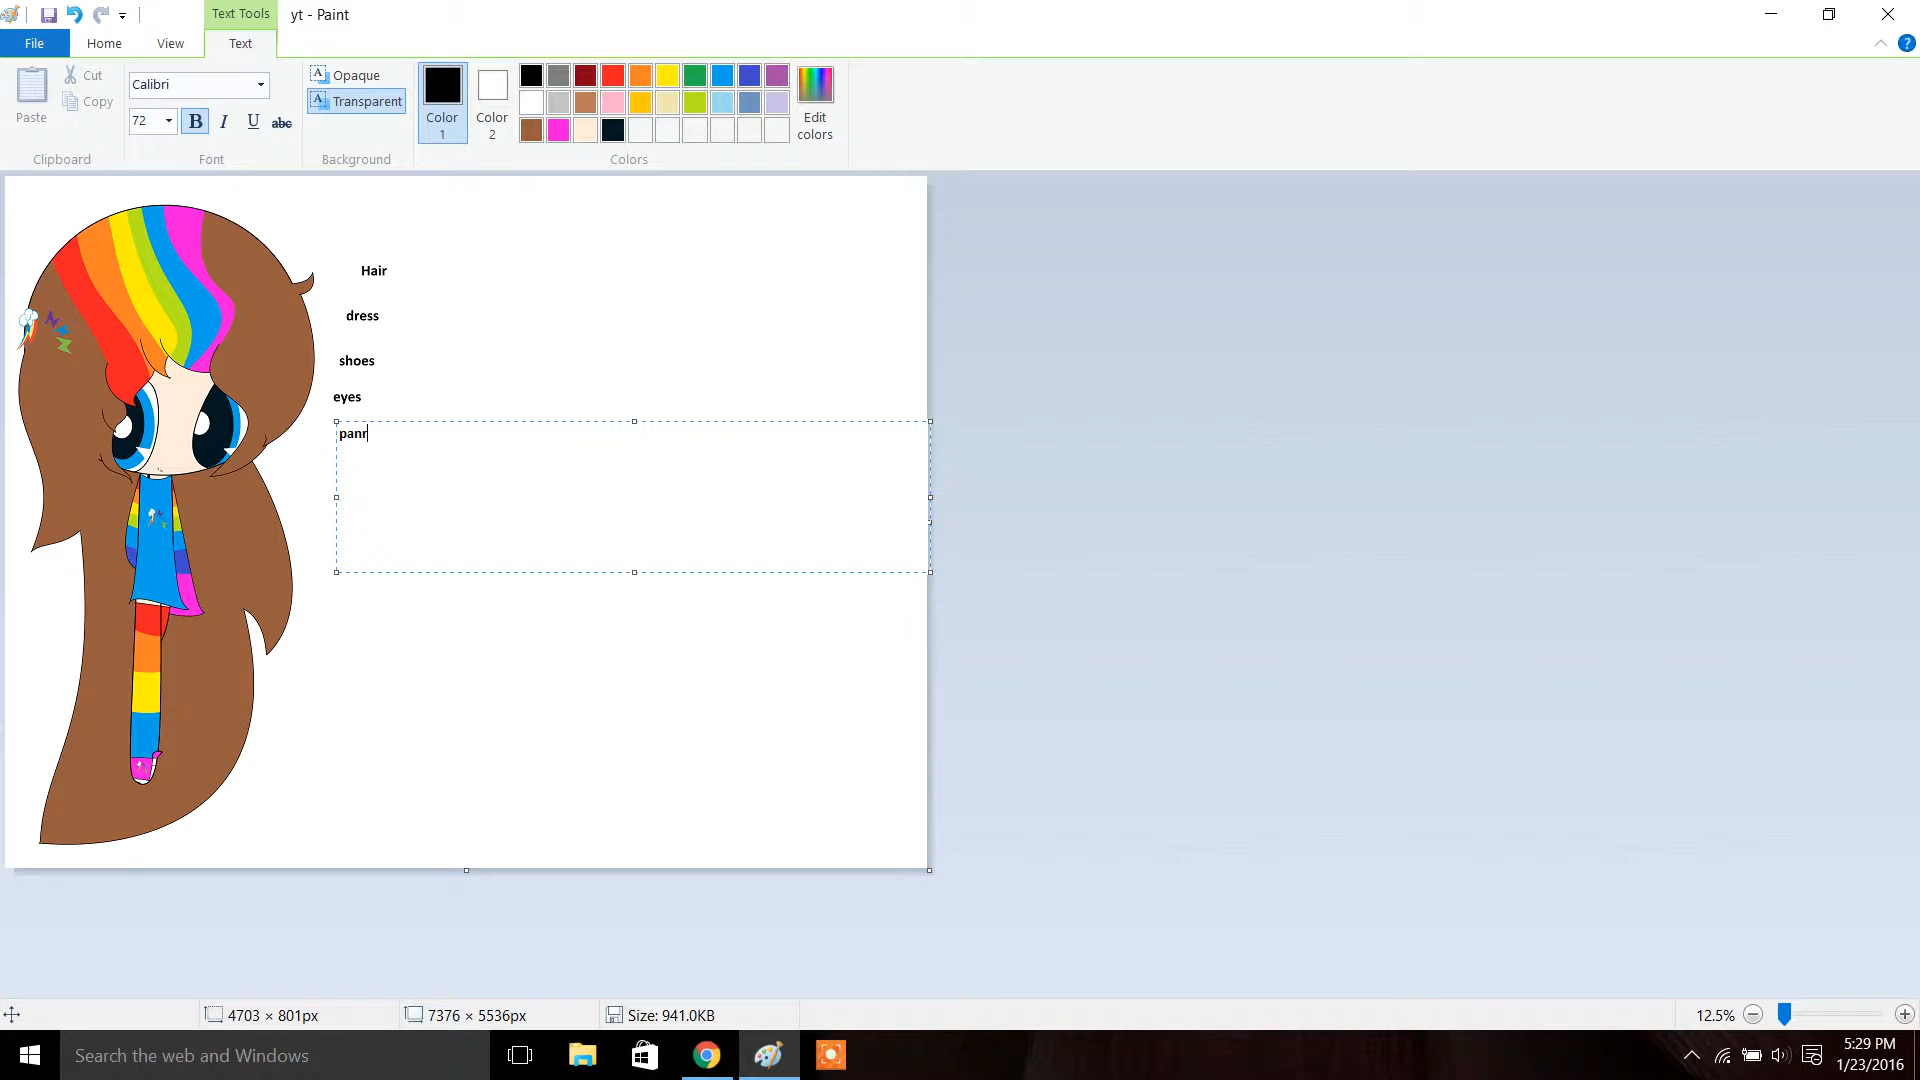 Text Tools
yt - Paint
File
Home
View
Text
Paste
Cut
Copy
Clipboard
Calibri
72
B
I
U
abc
Font
Opaque
Transparent
Background
Color
1
Color
2
Edit
colors
Colors
Hair
dress
shoes
eyes
panr
4703 × 801px
7376 × 5536px
Size: 941.0KB
12.5%
Search the web and Windows
5:29 PM
1/23/2016